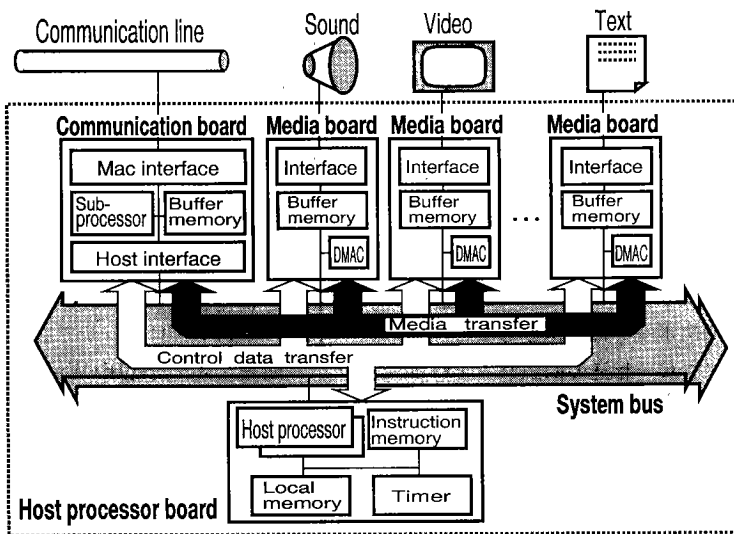 Communication line
Sound
Video
Text
Communication board
Media board
Media board
Media board
Mac interface
Sub-
processor
Buffer
memory
Host interface
Interface
Buffer
memory
DMAC
Interface
Buffer
memory
DMAC
...
Interface
Buffer
memory
DMAC
Media transfer
Control data transfer
System bus
Host processor
Instruction
memory
Local
memory
Timer
Host processor board